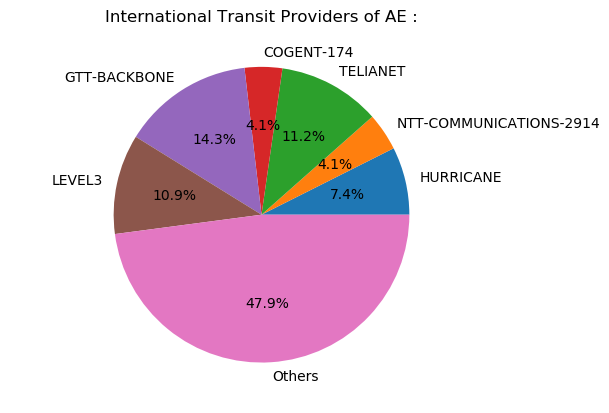 International Transit Providers of AE :
COGENT-174
TELIANET
GTT-BACKBONE
NTT-COMMUNICATIONS-2914
4.1%
11.2%
14.3%
4.1%
LEVEL3
HURRICANE
10.9%
7.4%
47.9%
Others